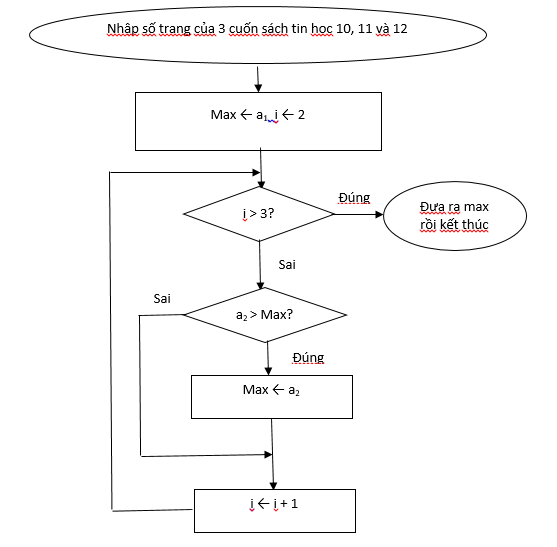 Nhập số trang của 3 cuốn sách tin học 10, 11 và 12
Max ← a₁, i ← 2
i > 3?
Đúng
Đưa ra max
rồi kết thúc
Sai
Sai
a₂ > Max?
Đúng
Max ← a₂
i ← i + 1